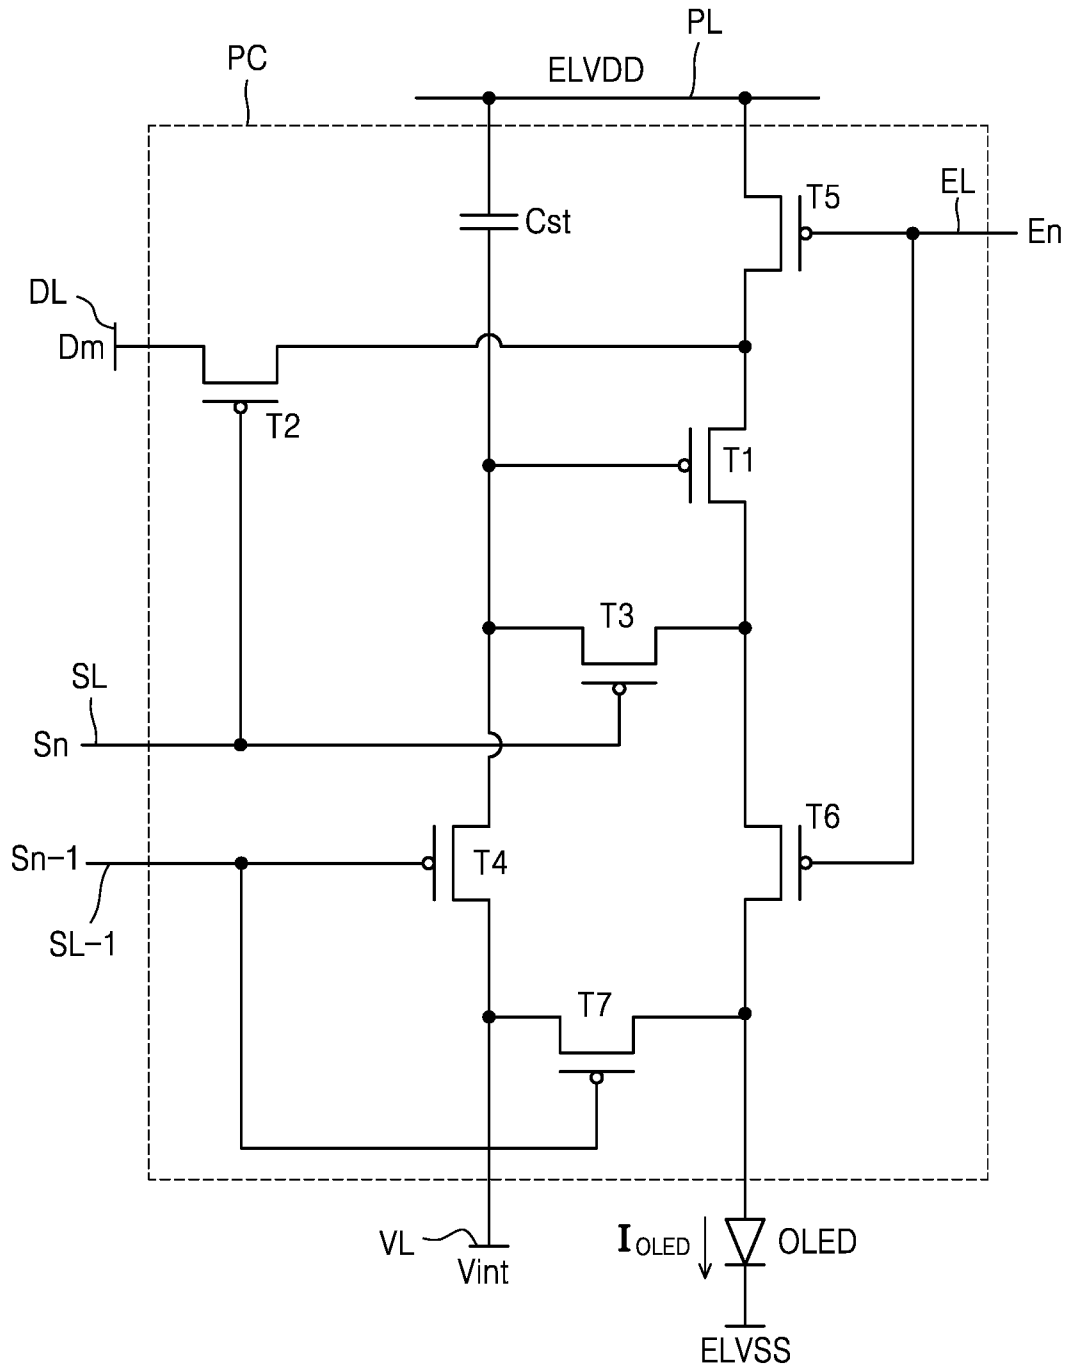 PL
PC
ELVDD
T5
EL
Cst
En
DL
Dm
T2
T1
T3
SL
Sn
T6
Sn-1
T4
SL-1
T7
VL
Vint
IOLED
OLED
ELVSS